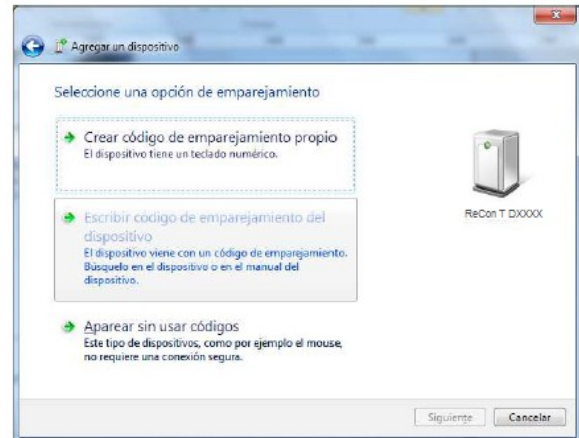 Agregar un dispositivo
Seleccione una opción de emparejamiento
Crear código de emparejamiento propio
El dispositivo tiene un teclado numérico.
Escribir código de emparejamiento del
dispositivo
El dispositivo viene con un código de emparejamiento.
Búsquelo en el dispositivo o en el manual del
dispositivo.
ReCon T DXXXX
Aparear sin usar códigos
Este tipo de dispositivos, como por ejemplo el mouse,
no requiere una conexión segura.
Siguiente Cancelar